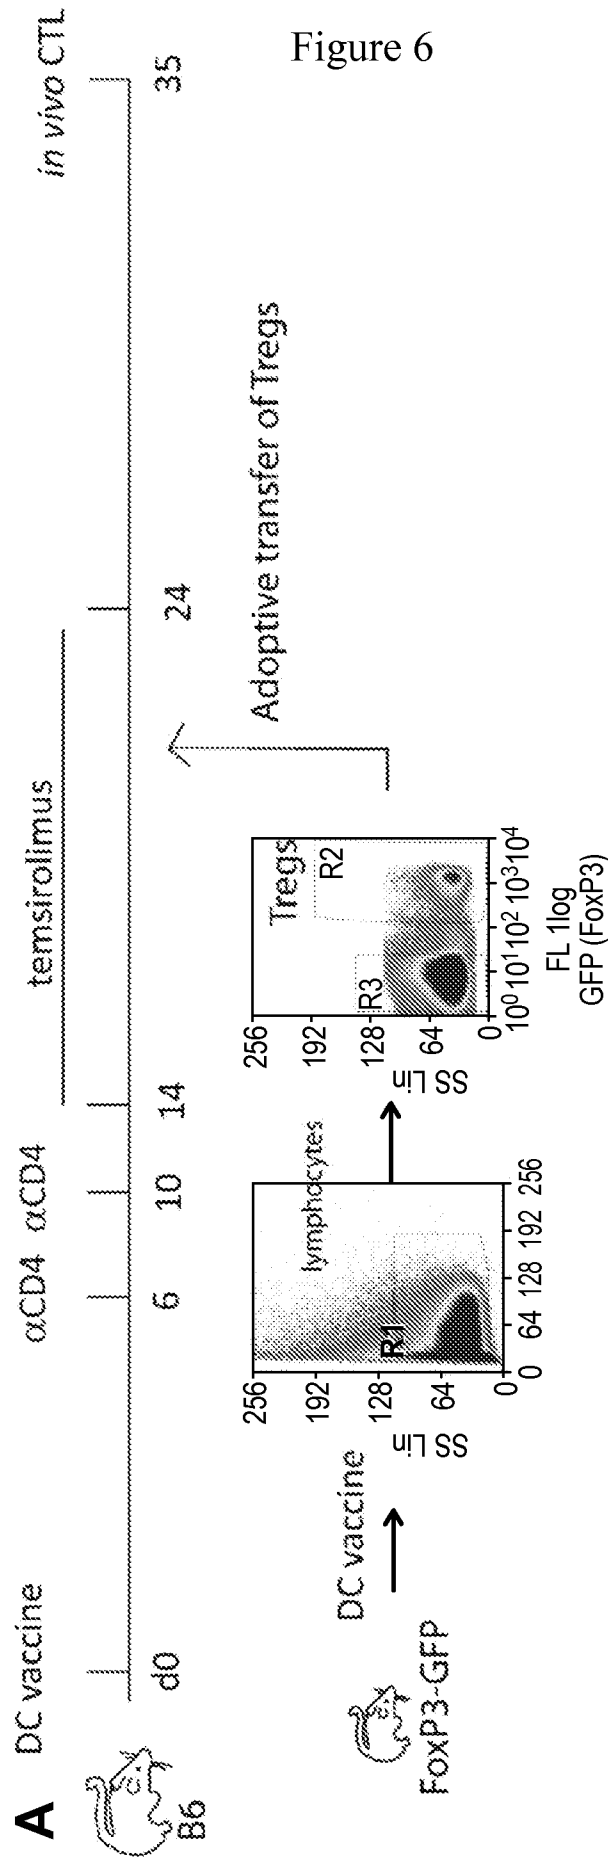 Figure 6
A
DC vaccine
αCD4
αCD4
temsirolimus
in vivo CTL
d0
6
10
14
24
35
B6
FoxP3-GFP
DC vaccine
256
192
128
64
0
SS Lin
R1
lymphocytes
0 64 128 192 256
256
192
128
64
0
SS Lin
R3
Tregs
R2
10⁰ 10¹ 10² 10³ 10⁴
FL 1log
GFP (FoxP3)
Adoptive transfer of Tregs